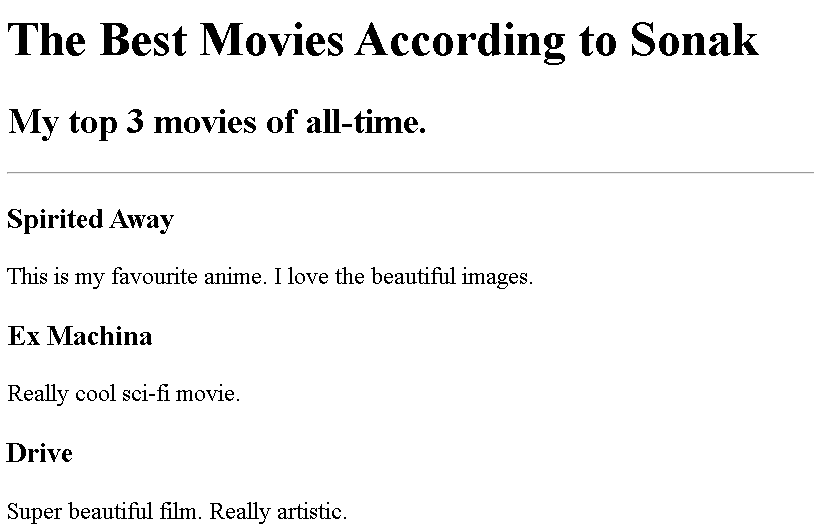 The Best Movies According to Sonak
My top 3 movies of all-time.
Spirited Away
This is my favourite anime. I love the beautiful images.
Ex Machina
Really cool sci-fi movie.
Drive
Super beautiful film. Really artistic.